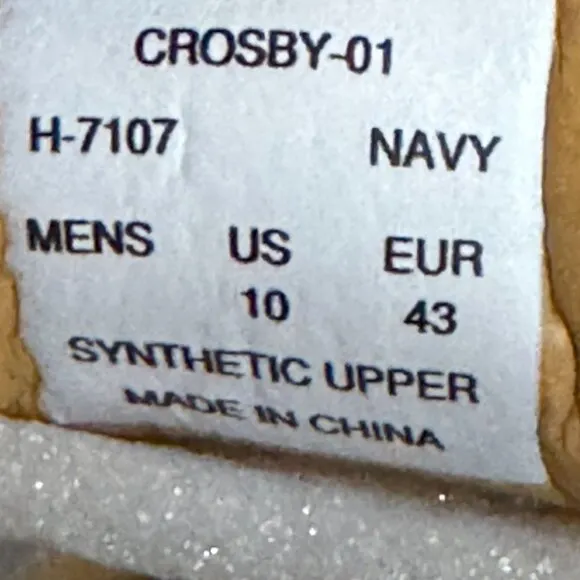 CROSBY-01
H-7107 NAVY
MENS US EUR
10 43
SYNTHETIC UPPER
MADE IN CHINA